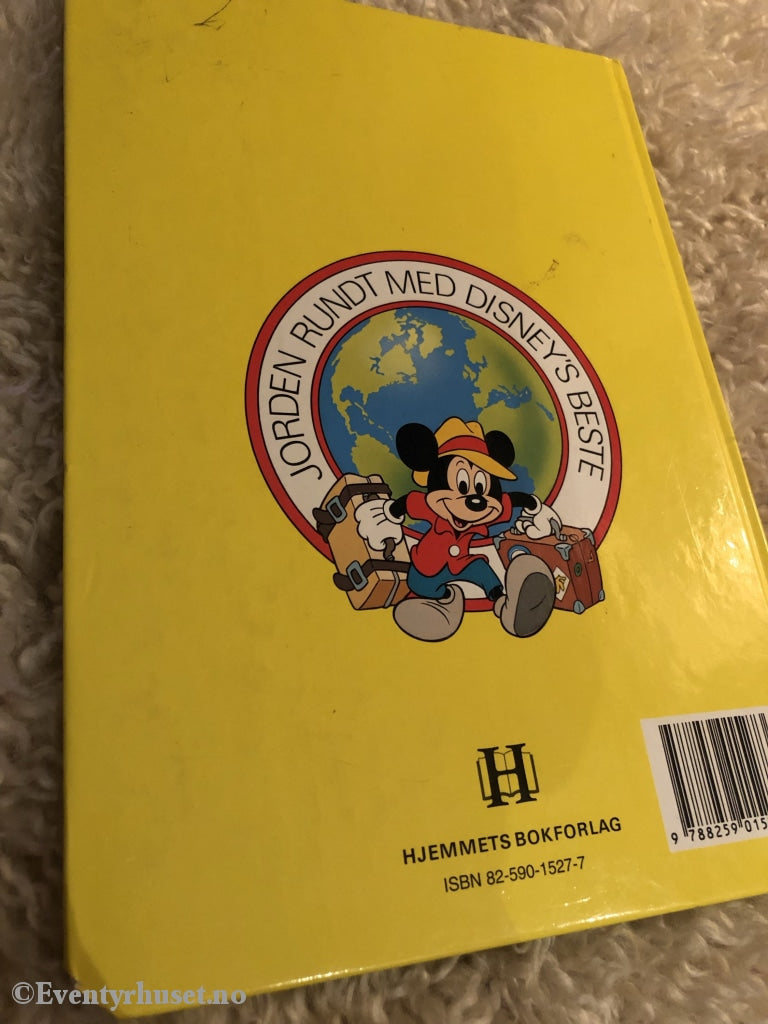 JORDEN RUNDT MED DISNEY'S BESTE
H
HJEMMETS BOKFORLAG
ISBN 82-590-1527-7
9 788259 015
©Eventyrhuset.no